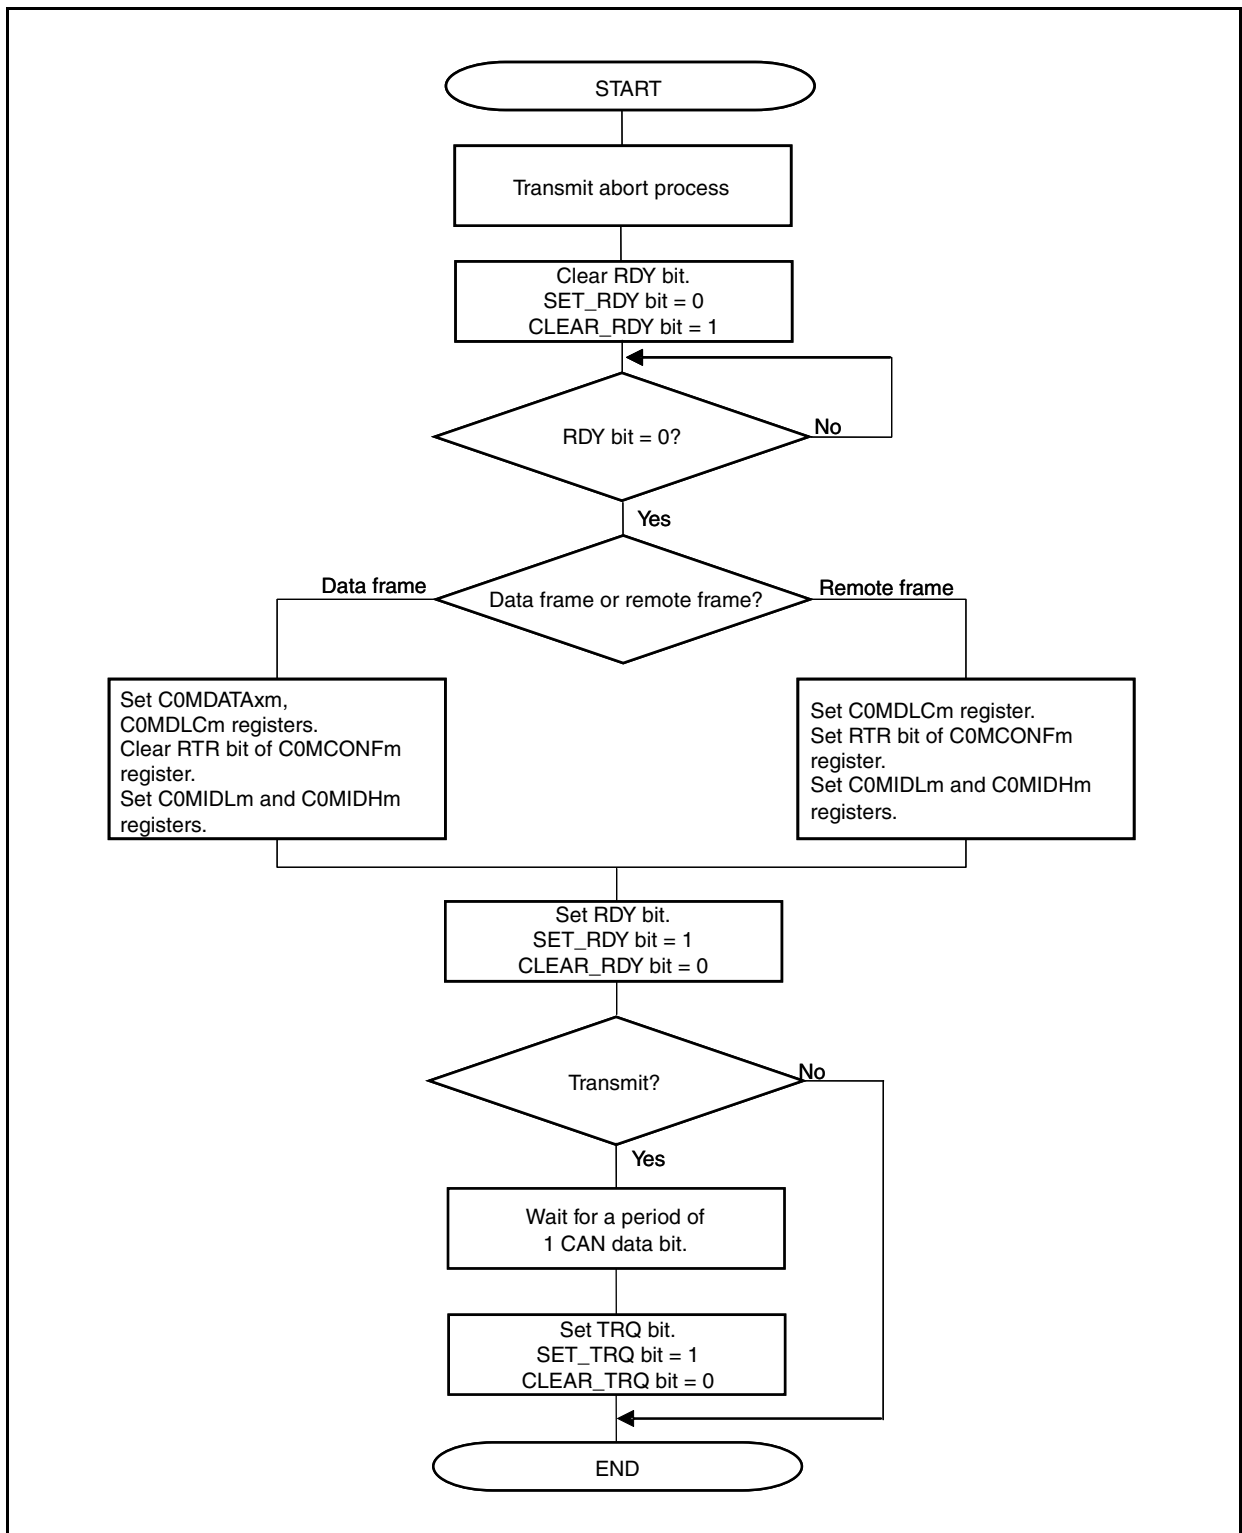 START
Transmit abort process
Clear RDY bit.
SET_RDY bit = 0
CLEAR_RDY bit = 1
RDY bit = 0?
No
Yes
Data frame
Data frame or remote frame?
Remote frame
Set C0MDATAxm,
C0MDLCm registers.
Clear RTR bit of C0MCONFm
register.
Set C0MIDLm and C0MIDHm
registers.
Set C0MDLCm register.
Set RTR bit of C0MCONFm
register.
Set C0MIDLm and C0MIDHm
registers.
Set RDY bit.
SET_RDY bit = 1
CLEAR_RDY bit = 0
Transmit?
No
Yes
Wait for a period of
1 CAN data bit.
Set TRQ bit.
SET_TRQ bit = 1
CLEAR_TRQ bit = 0
END